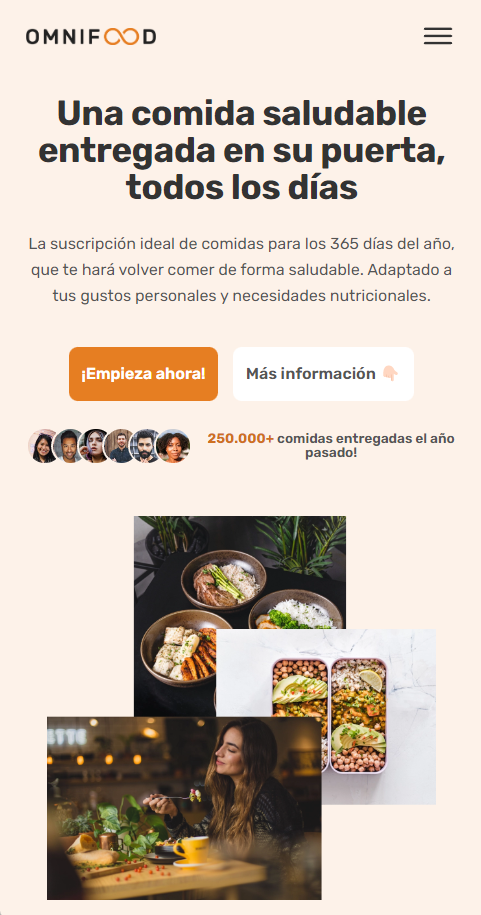 OMNIFOOD
Una comida saludable
entregada en su puerta,
todos los días
La suscripción ideal de comidas para los 365 días del año,
que te hará volver comer de forma saludable. Adaptado a
tus gustos personales y necesidades nutricionales.
¡Empieza ahora!
Más información 👇🏻
250.000+ comidas entregadas el año
pasado!